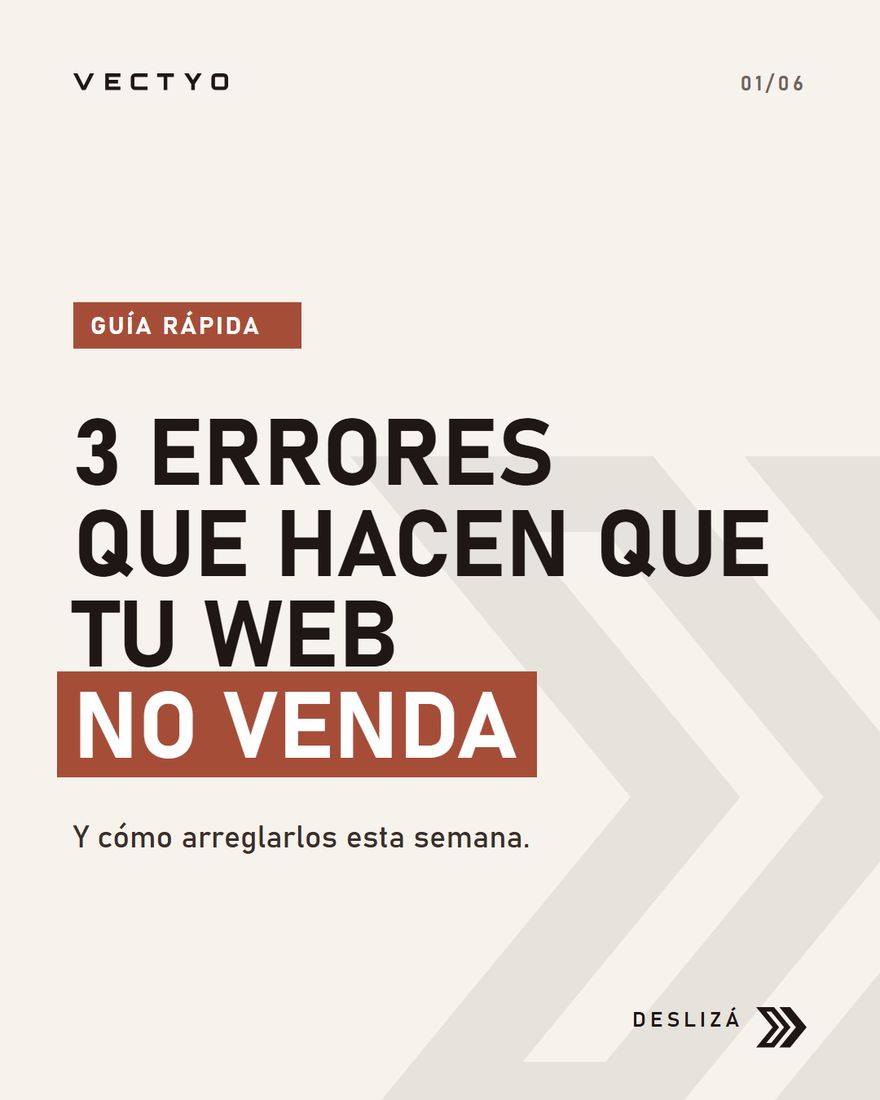 VECTYO
01/06
GUÍA RÁPIDA
3 ERRORES
QUE HACEN QUE
TU WEB
NO VENDA
Y cómo arreglarlos esta semana.
DESLIZÁ